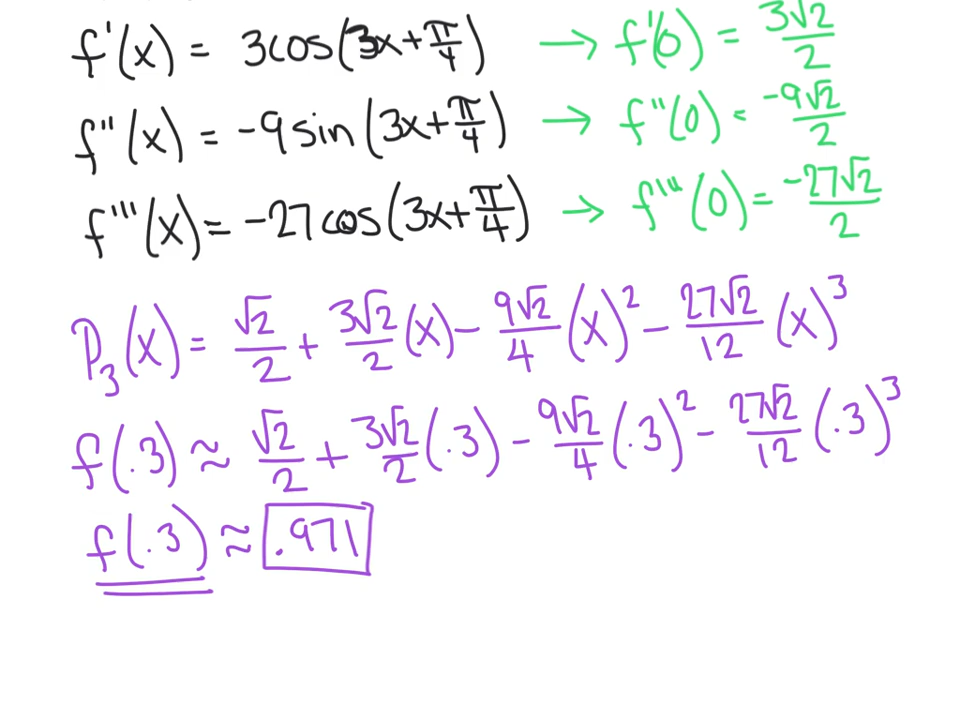 f'(x) = 3cos(3x+π/4) → f'(0) = 3√2/2
f''(x) = -9sin(3x+π/4) → f''(0) = -9√2/2
f'''(x) = -27cos(3x+π/4) → f'''(0) = -27√2/2
P₃(x) = √2/2 + 3√2/2 (x) - 9√2/4 (x)² - 27√2/12 (x)³
f(.3) ≈ √2/2 + 3√2/2 (.3) - 9√2/4 (.3)² - 27√2/12 (.3)³
f(.3) ≈ .971